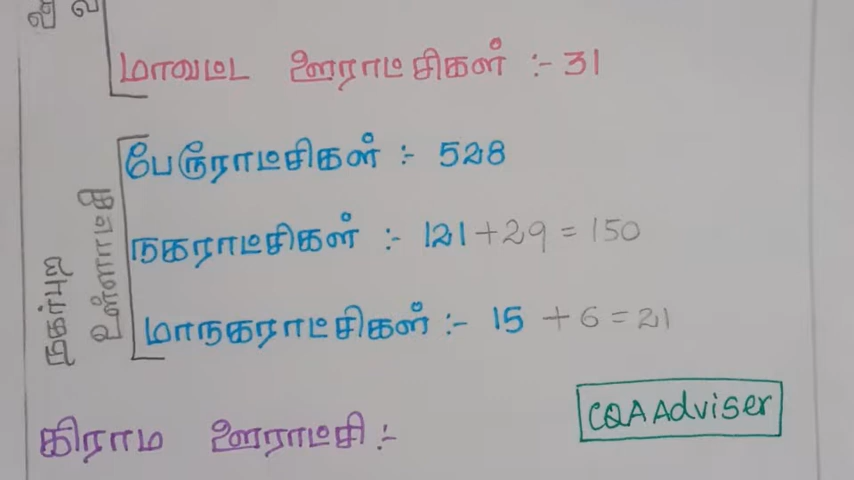 மாவட்ட ஊராட்சிகள் :- 31
பேரூராட்சிகள் :- 528
நகராட்சிகள் :- 121 + 29 = 150
மாநகராட்சிகள் :- 15 + 6 = 21
நகர்புற
உள்ளாட்சி
கிராம ஊராட்சி :-
CQA Adviser